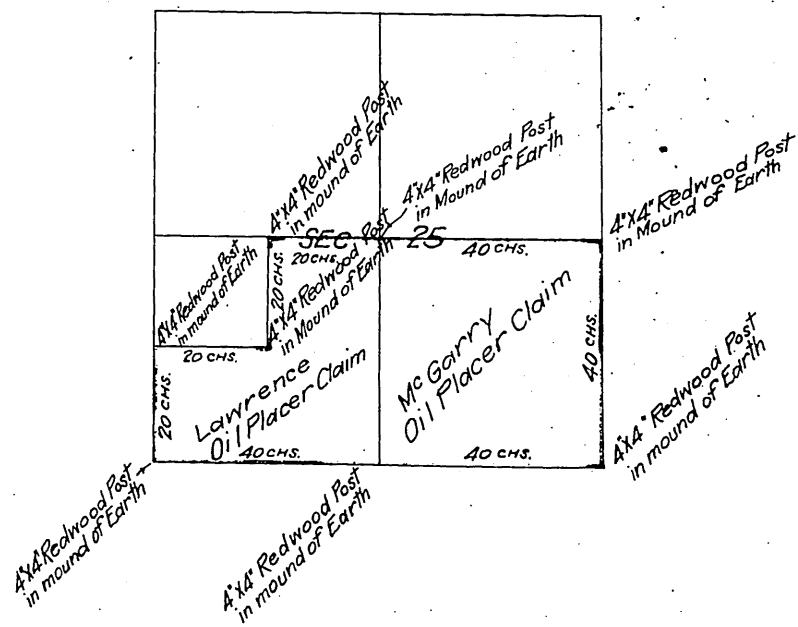 4"X4" Redwood Post
in mound of Earth
4"X4" Redwood Post
in Mound of Earth
4"X4" Redwood Post
in Mound of Earth
SEC 25
20 CHS.
40 CHS.
4"X4" Redwood Post
in mound of Earth
20 CHS.
4"X4" Redwood Post
in Mound of Earth
20 CHS.
20 CHS.
Lawrence
Oil Placer Claim
40 CHS.
Mc Garry
Oil Placer Claim
40 CHS.
40 CHS.
4"X4" Redwood Post
in mound of Earth
4"X4" Redwood Post
in mound of Earth
4"X4" Redwood Post
in mound of Earth